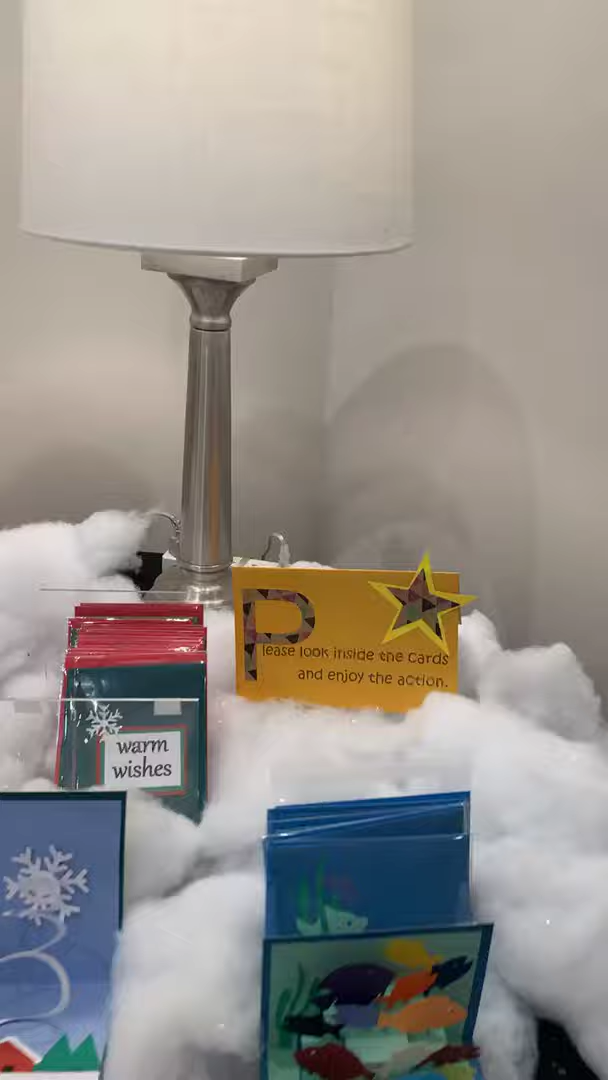 Please look inside the cards
and enjoy the action.
warm
wishes